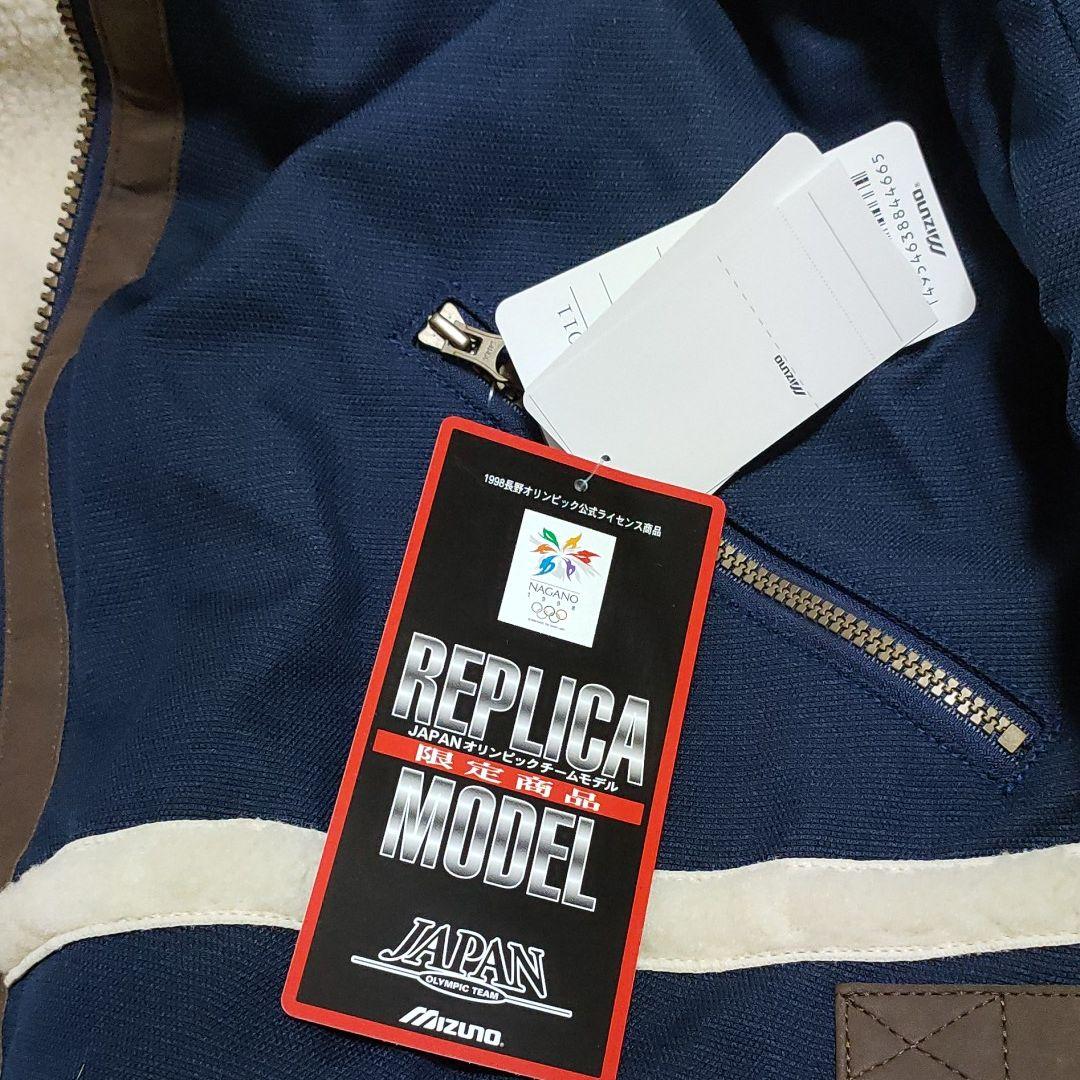 MIZUNO®
14Y5463884665
011
MIZUNO
1998長野オリンピック公式ライセンス商品
NAGANO
1998
REPLICA
JAPANオリンピックチームモデル
限定商品
MODEL
JAPAN
OLYMPIC TEAM
MIZUNO®